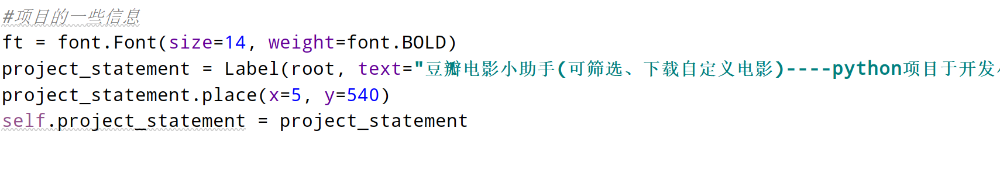 #项目的一些信息
ft = font.Font(size=14, weight=font.BOLD)
project_statement = Label(root, text="豆瓣电影小助手(可筛选、下载自定义电影)----python项目于开发
project_statement.place(x=5, y=540)
self.project_statement = project_statement